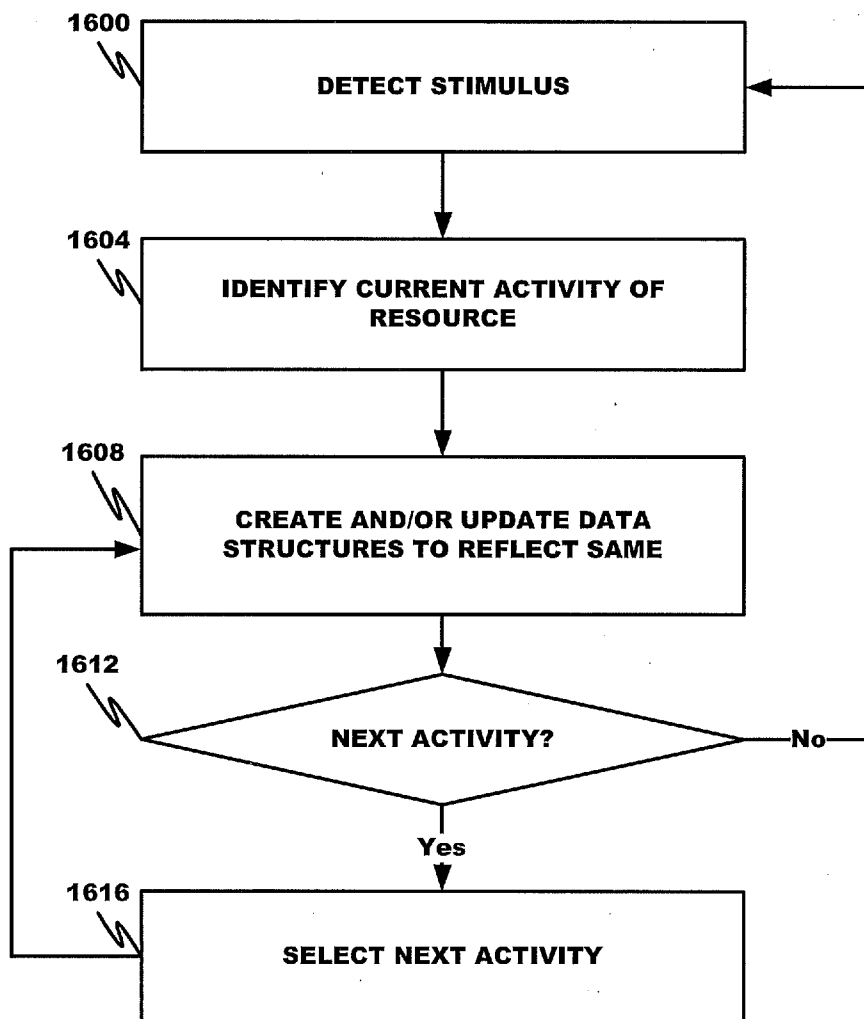 1600
DETECT STIMULUS
1604
IDENTIFY CURRENT ACTIVITY OF
RESOURCE
1608
CREATE AND/OR UPDATE DATA
STRUCTURES TO REFLECT SAME
1612
NEXT ACTIVITY?
No
Yes
1616
SELECT NEXT ACTIVITY